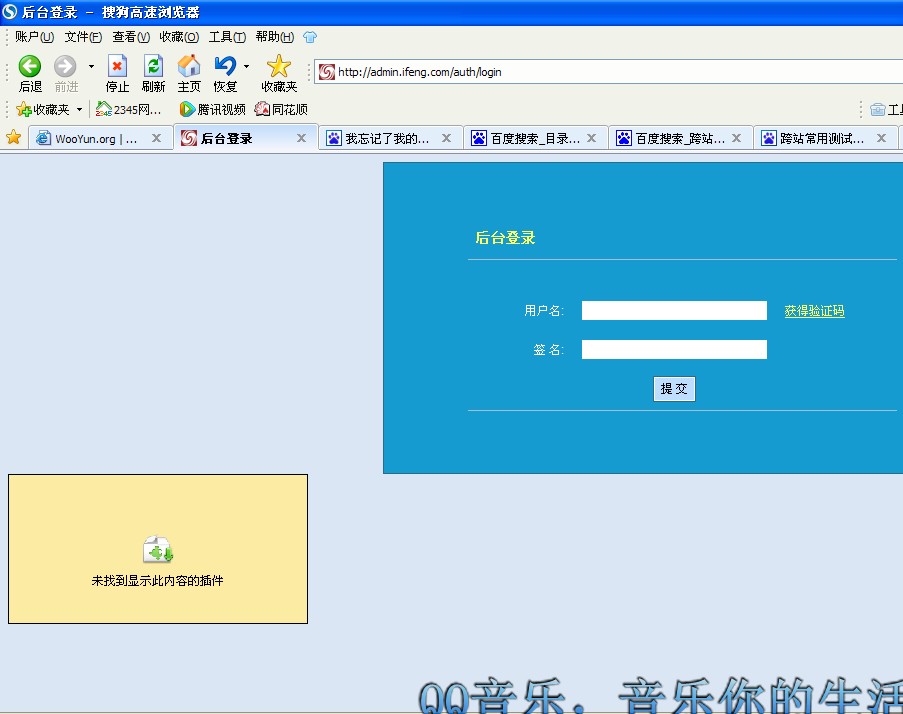 后台登录 - 搜狗高速浏览器
账户(U) 文件(F) 查看(V) 收藏(O) 工具(T) 帮助(H)
后退 前进 停止 刷新 主页 恢复 收藏夹 http://admin.ifeng.com/auth/login
收藏夹 2345网... 腾讯视频 同花顺 工具
WooYun.org | ... 后台登录 我忘记了我的... 百度搜索_目录... 百度搜索_跨站... 跨站常用测试...
后台登录
用户名: 获得验证码
签 名:
提 交
未找到显示此内容的插件
QQ音乐，音乐你的生活